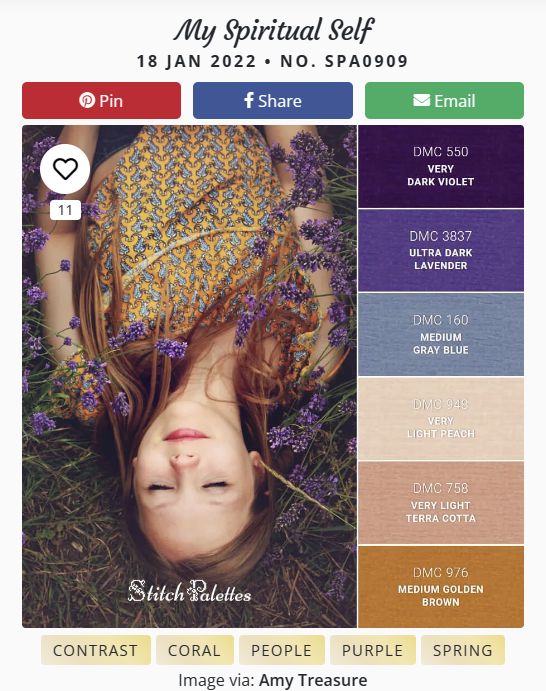 My Spiritual Self
18 JAN 2022 • NO. SPA0909
Pin
Share
Email
11
DMC 550
VERY
DARK VIOLET
DMC 3837
ULTRA DARK
LAVENDER
DMC 160
MEDIUM
GRAY BLUE
DMC 948
VERY
LIGHT PEACH
DMC 758
VERY LIGHT
TERRA COTTA
DMC 976
MEDIUM GOLDEN
BROWN
Stitch Palettes
CONTRAST
CORAL
PEOPLE
PURPLE
SPRING
Image via: Amy Treasure